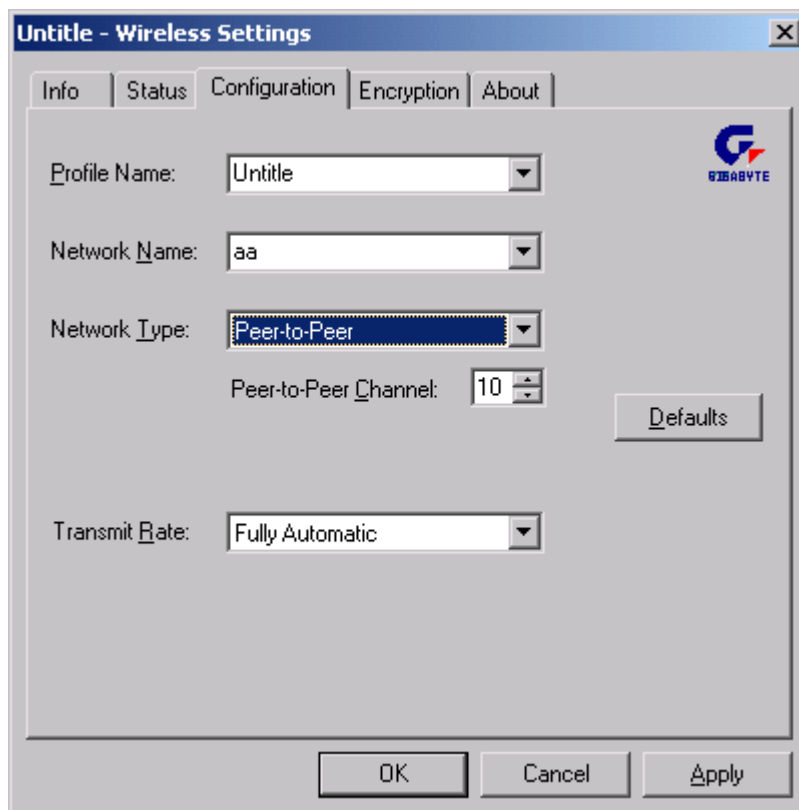 Untitle - Wireless Settings
Info Status Configuration Encryption About
GIGABYTE
Profile Name: Untitle
Network Name: aa
Network Type: Peer-to-Peer
Peer-to-Peer Channel: 10
Defaults
Transmit Rate: Fully Automatic
OK Cancel Apply